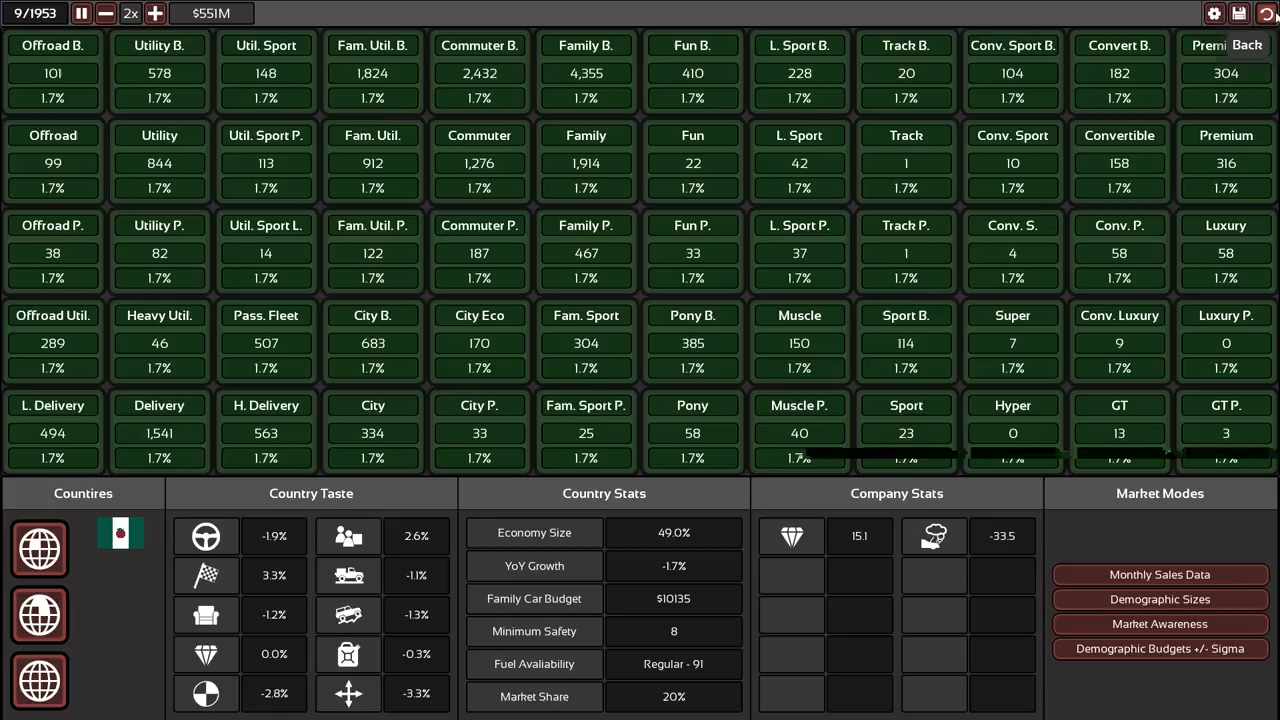 9/1953 2x $551M
Back
Offroad B. Utility B. Util. Sport Fam. Util. B. Commuter B. Family B. Fun B. L. Sport B. Track B. Conv. Sport B. Convert B.
101 578 148 1,824 2,432 4,355 410 228 20 104 182 304
1.7% 1.7% 1.7% 1.7% 1.7% 1.7% 1.7% 1.7% 1.7% 1.7% 1.7% 1.7%
Offroad Utility Util. Sport P. Fam. Util. Commuter Family Fun L. Sport Track Conv. Sport Convertible Premium
99 844 113 912 1,276 1,914 22 42 1 10 158 316
1.7% 1.7% 1.7% 1.7% 1.7% 1.7% 1.7% 1.7% 1.7% 1.7% 1.7% 1.7%
Offroad P. Utility P. Util. Sport L. Fam. Util. P. Commuter P. Family P. Fun P. L. Sport P. Track P. Conv. S. Conv. P. Luxury
38 82 14 122 187 467 33 37 1 4 58 58
1.7% 1.7% 1.7% 1.7% 1.7% 1.7% 1.7% 1.7% 1.7% 1.7% 1.7% 1.7%
Offroad Util. Heavy Util. Pass. Fleet City B. City Eco Fam. Sport Pony B. Muscle Sport B. Super Conv. Luxury Luxury P.
289 46 507 683 170 304 385 150 114 7 9 0
1.7% 1.7% 1.7% 1.7% 1.7% 1.7% 1.7% 1.7% 1.7% 1.7% 1.7% 1.7%
L. Delivery Delivery H. Delivery City City P. Fam. Sport P. Pony Muscle P. Sport Hyper GT GT P.
494 1,541 563 334 33 25 58 40 23 0 13 3
1.7% 1.7% 1.7% 1.7% 1.7% 1.7% 1.7% 1.7%
Countires Country Taste Country Stats Company Stats Market Modes
-1.9% 2.6% Economy Size 49.0% 15.1 -33.5
3.3% -1.1% YoY Growth -1.7% Monthly Sales Data
-1.2% -1.3% Family Car Budget $10135 Demographic Sizes
Minimum Safety 8 Market Awareness
0.0% -0.3% Fuel Avaliability Regular - 91 Demographic Budgets +/- Sigma
-2.8% -3.3% Market Share 20%